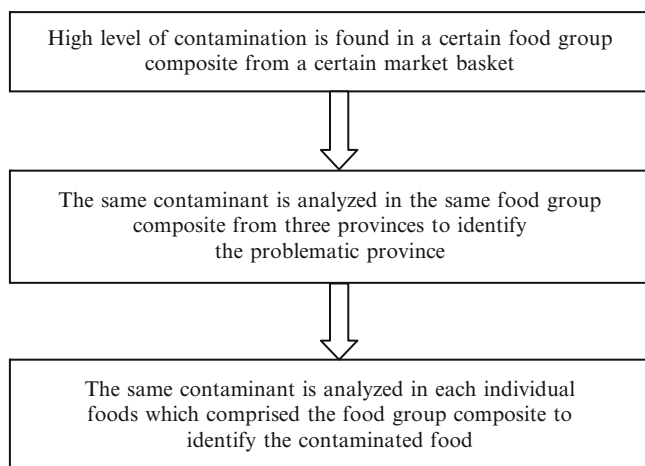 High level of contamination is found in a certain food group
composite from a certain market basket
The same contaminant is analyzed in the same food group
composite from three provinces to identify
the problematic province
The same contaminant is analyzed in each individual
foods which comprised the food group composite to
identify the contaminated food